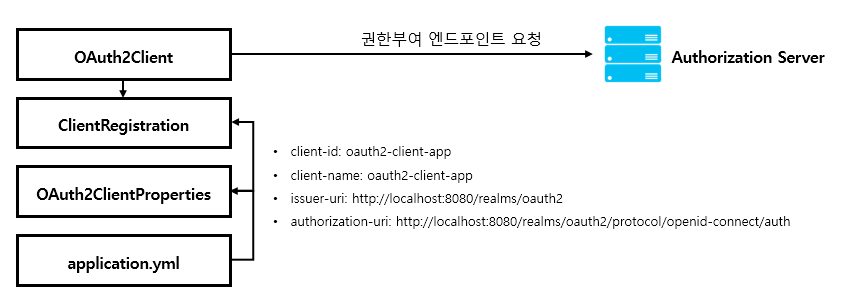 OAuth2Client
권한부여 엔드포인트 요청
Authorization Server
ClientRegistration
OAuth2ClientProperties
application.yml
• client-id: oauth2-client-app
• client-name: oauth2-client-app
• issuer-uri: http://localhost:8080/realms/oauth2
• authorization-uri: http://localhost:8080/realms/oauth2/protocol/openid-connect/auth